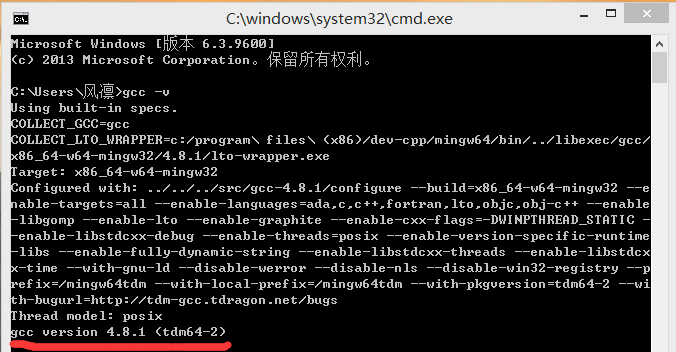 C:\windows\system32\cmd.exe
Microsoft Windows [版本 6.3.9600]
(c) 2013 Microsoft Corporation。保留所有权利。
C:\Users\风凛>gcc -v
Using built-in specs.
COLLECT_GCC=gcc
COLLECT_LTO_WRAPPER=c:/program\ files\ (x86)/dev-cpp/mingw64/bin/../libexec/gcc/
x86_64-w64-mingw32/4.8.1/lto-wrapper.exe
Target: x86_64-w64-mingw32
Configured with: ../../../src/gcc-4.8.1/configure --build=x86_64-w64-mingw32 --e
nable-targets=all --enable-languages=ada,c,c++,fortran,lto,objc,obj-c++ --enable
-libgomp --enable-lto --enable-graphite --enable-cxx-flags=-DWINPTHREAD_STATIC -
-enable-libstdcxx-debug --enable-threads=posix --enable-version-specific-runtime
-libs --enable-fully-dynamic-string --enable-libstdcxx-threads --enable-libstdcx
x-time --with-gnu-ld --disable-werror --disable-nls --disable-win32-registry --p
refix=/mingw64tdm --with-local-prefix=/mingw64tdm --with-pkgversion=tdm64-2 --wi
th-bugurl=http://tdm-gcc.tdragon.net/bugs
Thread model: posix
gcc version 4.8.1 (tdm64-2)